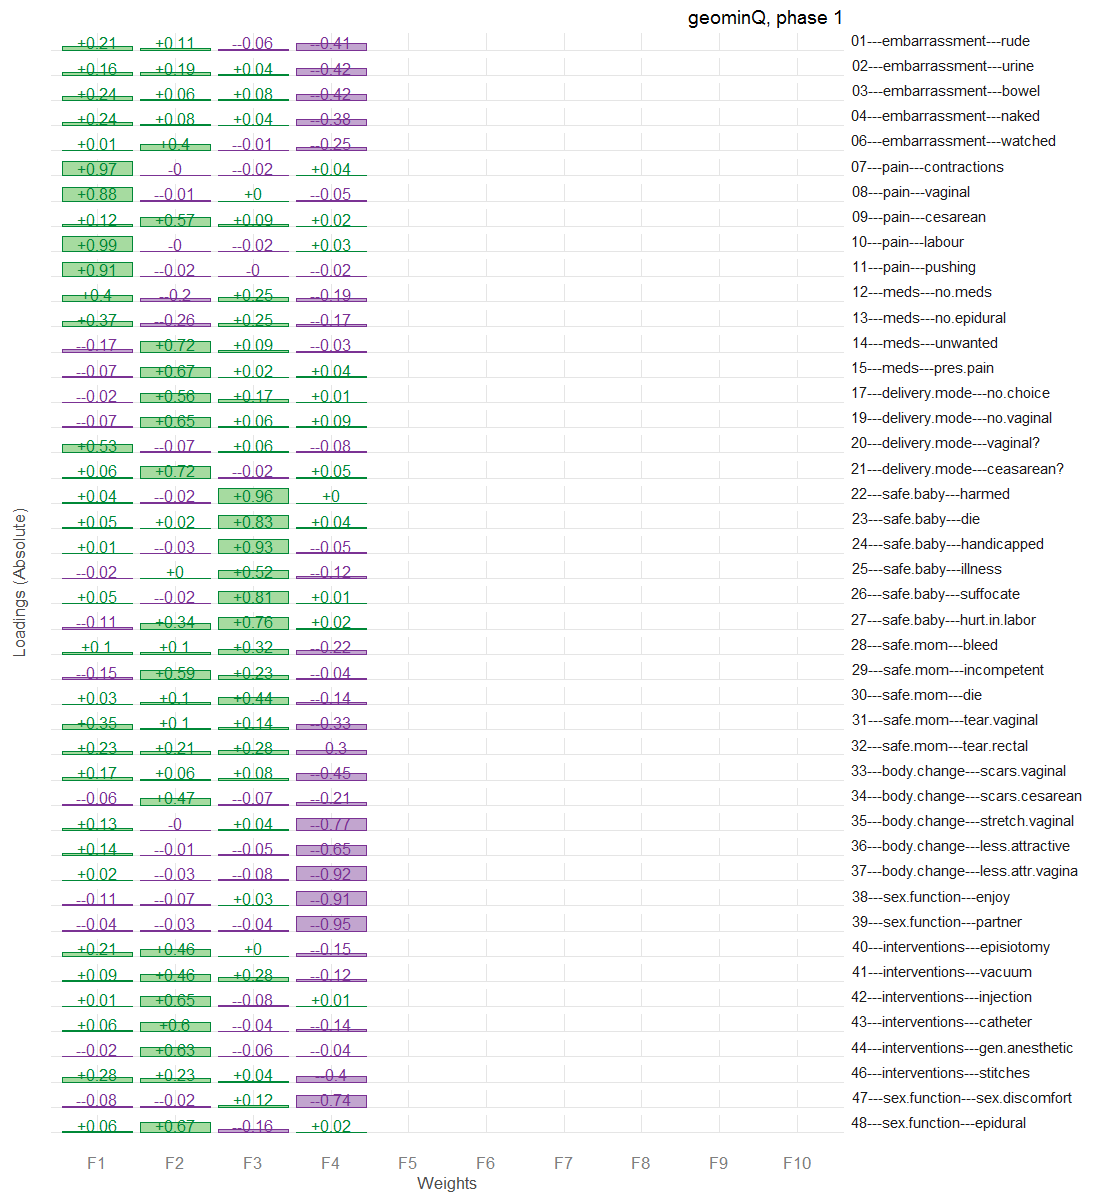 geominQ, phase 1
+0.21 +0.11 --0.06 --0.41 01---embarrassment---rude
+0.16 +0.19 +0.04 --0.42 02---embarrassment---urine
+0.24 +0.06 +0.08 --0.42 03---embarrassment---bowel
+0.24 +0.08 +0.04 --0.38 04---embarrassment---naked
+0.01 +0.4 --0.01 --0.25 06---embarrassment---watched
+0.97 -0 --0.02 +0.04 07---pain---contractions
+0.88 --0.01 +0 --0.05 08---pain---vaginal
+0.12 +0.57 +0.09 +0.02 09---pain---cesarean
+0.99 -0 --0.02 +0.03 10---pain---labour
+0.91 --0.02 -0 --0.02 11---pain---pushing
+0.4 --0.2 +0.25 --0.19 12---meds---no.meds
+0.37 --0.26 +0.25 --0.17 13---meds---no.epidural
--0.17 +0.72 +0.09 --0.03 14---meds---unwanted
--0.07 +0.67 +0.02 +0.04 15---meds---pres.pain
--0.02 +0.56 +0.17 +0.01 17---delivery.mode---no.choice
--0.07 +0.65 +0.06 +0.09 19---delivery.mode---no.vaginal
+0.53 --0.07 +0.06 --0.08 20---delivery.mode---vaginal?
+0.06 +0.72 --0.02 +0.05 21---delivery.mode---ceasarean?
+0.04 --0.02 +0.96 +0 22---safe.baby---harmed
+0.05 +0.02 +0.83 +0.04 23---safe.baby---die
+0.01 --0.03 +0.93 --0.05 24---safe.baby---handicapped
--0.02 +0 +0.52 --0.12 25---safe.baby---illness
+0.05 --0.02 +0.81 +0.01 26---safe.baby---suffocate
--0.11 +0.34 +0.76 +0.02 27---safe.baby---hurt.in.labor
+0.1 +0.1 +0.32 --0.22 28---safe.mom---bleed
--0.15 +0.59 +0.23 --0.04 29---safe.mom---incompetent
+0.03 +0.1 +0.44 --0.14 30---safe.mom---die
+0.35 +0.1 +0.14 --0.33 31---safe.mom---tear.vaginal
+0.23 +0.21 +0.28 --0.3 32---safe.mom---tear.rectal
+0.17 +0.06 +0.08 --0.45 33---body.change---scars.vaginal
--0.06 +0.47 --0.07 --0.21 34---body.change---scars.cesarean
+0.13 -0 +0.04 --0.77 35---body.change---stretch.vaginal
+0.14 --0.01 --0.05 --0.65 36---body.change---less.attractive
+0.02 --0.03 --0.08 --0.92 37---body.change---less.attr.vagina
--0.11 --0.07 +0.03 --0.91 38---sex.function---enjoy
--0.04 --0.03 --0.04 --0.95 39---sex.function---partner
+0.21 +0.46 +0 --0.15 40---interventions---episiotomy
+0.09 +0.46 +0.28 --0.12 41---interventions---vacuum
+0.01 +0.65 --0.08 +0.01 42---interventions---injection
+0.06 +0.6 --0.04 --0.14 43---interventions---catheter
--0.02 +0.63 --0.06 --0.04 44---interventions---gen.anesthetic
+0.28 +0.23 +0.04 --0.4 46---interventions---stitches
--0.08 --0.02 +0.12 --0.74 47---sex.function---sex.discomfort
+0.06 +0.67 --0.16 +0.02 48---sex.function---epidural
Loadings (Absolute)
F1 F2 F3 F4 F5 F6 F7 F8 F9 F10
Weights